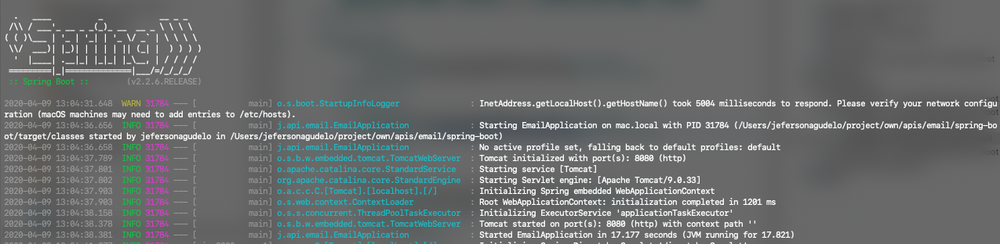 .   ____          _            __ _ _
 /\\ / ___'_ __ _ _(_)_ __  __ _ \ \ \ \
( ( )\___ | '_ | '_| | '_ \/ _` | \ \ \ \
 \\/  ___)| |_)| | | | | || (_| |  ) ) ) )
  '  |____| .__|_| |_|_| |_\__, | / / / /
 =========|_|==============|___/=/_/_/_/
 :: Spring Boot ::        (v2.2.6.RELEASE)
2020-04-09 13:04:31.648  WARN 31784 --- [           main] o.s.boot.StartupInfoLogger               : InetAddress.getLocalHost().getHostName() took 5004 milliseconds to respond. Please verify your network configu
ration (macOS machines may need to add entries to /etc/hosts).
2020-04-09 13:04:36.656  INFO 31784 --- [           main] j.api.email.EmailApplication             : Starting EmailApplication on mac.local with PID 31784 (/Users/jefersonagudelo/project/own/apis/email/spring-bo
ot/target/classes started by jefersonagudelo in /Users/jefersonagudelo/project/own/apis/email/spring-boot)
2020-04-09 13:04:36.658  INFO 31784 --- [           main] j.api.email.EmailApplication             : No active profile set, falling back to default profiles: default
2020-04-09 13:04:37.789  INFO 31784 --- [           main] o.s.b.w.embedded.tomcat.TomcatWebServer  : Tomcat initialized with port(s): 8080 (http)
2020-04-09 13:04:37.801  INFO 31784 --- [           main] o.apache.catalina.core.StandardService   : Starting service [Tomcat]
2020-04-09 13:04:37.802  INFO 31784 --- [           main] org.apache.catalina.core.StandardEngine  : Starting Servlet engine: [Apache Tomcat/9.0.33]
2020-04-09 13:04:37.903  INFO 31784 --- [           main] o.a.c.c.C.[Tomcat].[localhost].[/]       : Initializing Spring embedded WebApplicationContext
2020-04-09 13:04:37.903  INFO 31784 --- [           main] o.s.web.context.ContextLoader            : Root WebApplicationContext: initialization completed in 1201 ms
2020-04-09 13:04:38.158  INFO 31784 --- [           main] o.s.s.concurrent.ThreadPoolTaskExecutor  : Initializing ExecutorService 'applicationTaskExecutor'
2020-04-09 13:04:38.378  INFO 31784 --- [           main] o.s.b.w.embedded.tomcat.TomcatWebServer  : Tomcat started on port(s): 8080 (http) with context path ''
2020-04-09 13:04:38.381  INFO 31784 --- [           main] j.api.email.EmailApplication             : Started EmailApplication in 17.177 seconds (JVM running for 17.821)